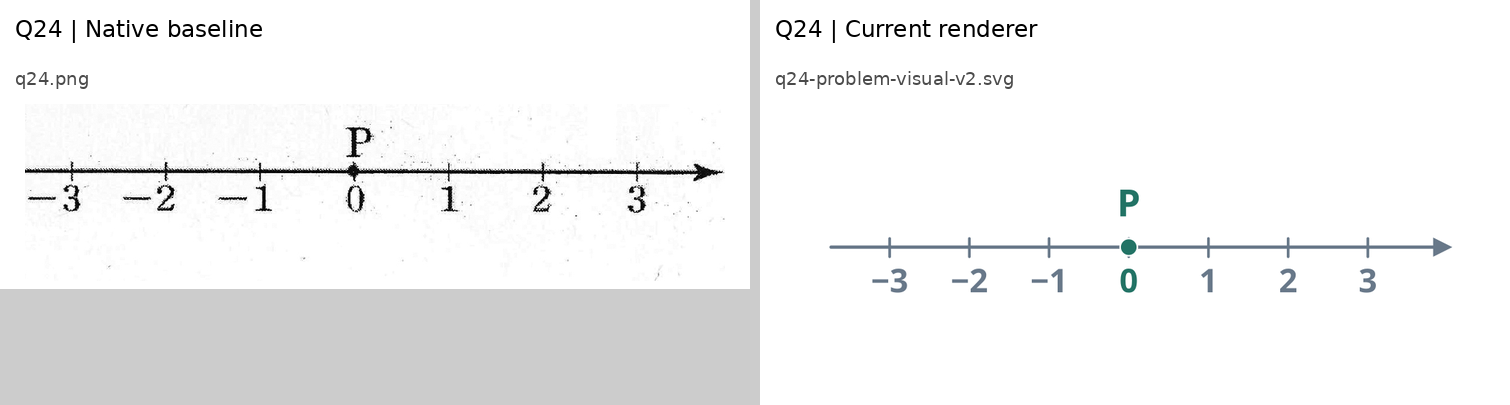 Q24 | Native baseline
q24.png
P
−3 −2 −1 0 1 2 3
Q24 | Current renderer
q24-problem-visual-v2.svg
P
−3 −2 −1 0 1 2 3